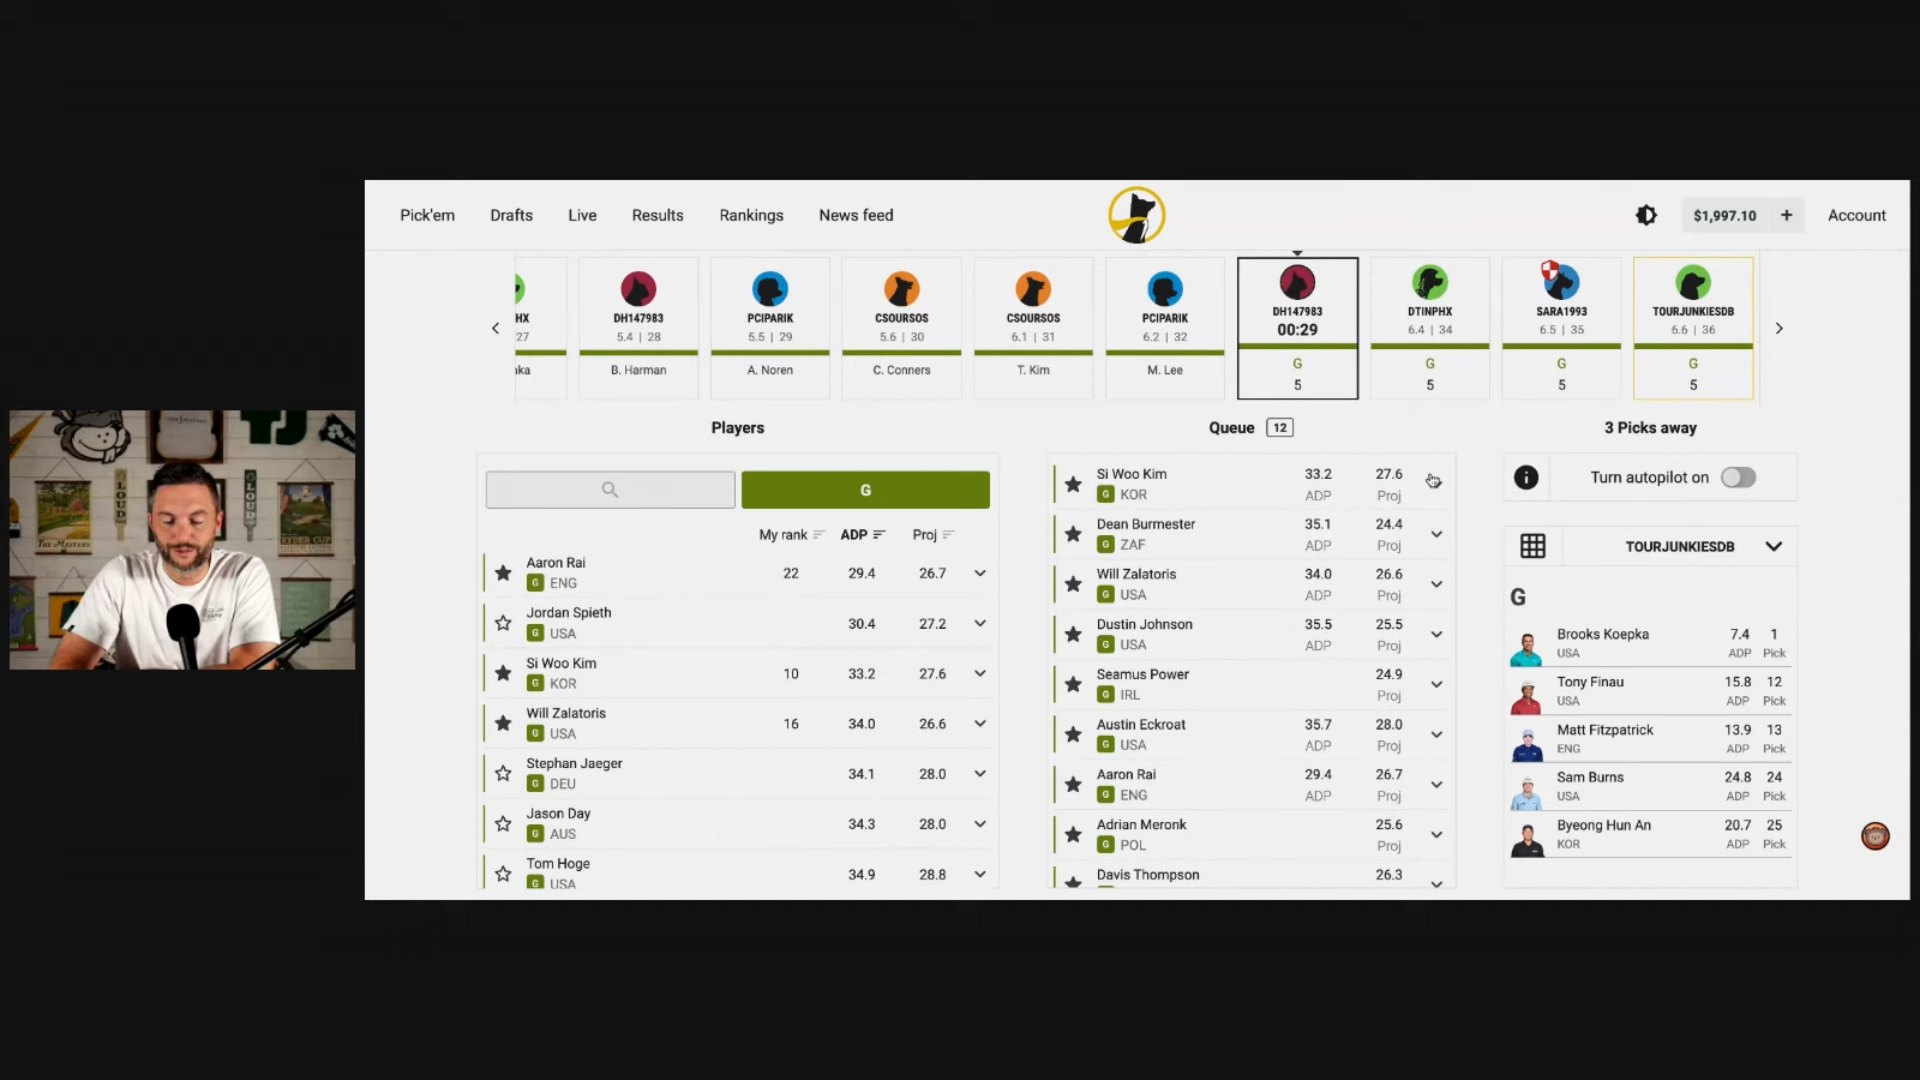 Pick'em Drafts Live Results Rankings News feed
$1,997.10 + Account
HX
27
ka
DH147983
5.4 | 28
B. Harman
PCIPARIK
5.5 | 29
A. Noren
CSOURSOS
5.6 | 30
C. Conners
CSOURSOS
6.1 | 31
T. Kim
PCIPARIK
6.2 | 32
M. Lee
DH147983
00:29
G
5
DTINPHX
6.4 | 34
G
5
SARA1993
6.5 | 35
G
5
TOURJUNKIESDB
6.6 | 36
G
5
Players
G
My rank ADP Proj
Aaron Rai
G ENG
22 29.4 26.7
Jordan Spieth
G USA
30.4 27.2
Si Woo Kim
G KOR
10 33.2 27.6
Will Zalatoris
G USA
16 34.0 26.6
Stephan Jaeger
G DEU
34.1 28.0
Jason Day
G AUS
34.3 28.0
Tom Hoge
G USA
34.9 28.8
Queue 12
Si Woo Kim 33.2 27.6
G KOR ADP Proj
Dean Burmester 35.1 24.4
G ZAF ADP Proj
Will Zalatoris 34.0 26.6
G USA ADP Proj
Dustin Johnson 35.5 25.5
G USA ADP Proj
Seamus Power 24.9
G IRL Proj
Austin Eckroat 35.7 28.0
G USA ADP Proj
Aaron Rai 29.4 26.7
G ENG ADP Proj
Adrian Meronk 25.6
G POL Proj
Davis Thompson 26.3
3 Picks away
Turn autopilot on
TOURJUNKIESDB
G
Brooks Koepka 7.4 1
USA ADP Pick
Tony Finau 15.8 12
USA ADP Pick
Matt Fitzpatrick 13.9 13
ENG ADP Pick
Sam Burns 24.8 24
USA ADP Pick
Byeong Hun An 20.7 25
KOR ADP Pick
THE MASTERS
LOUD
LOUD
RYDER CUP
TJ